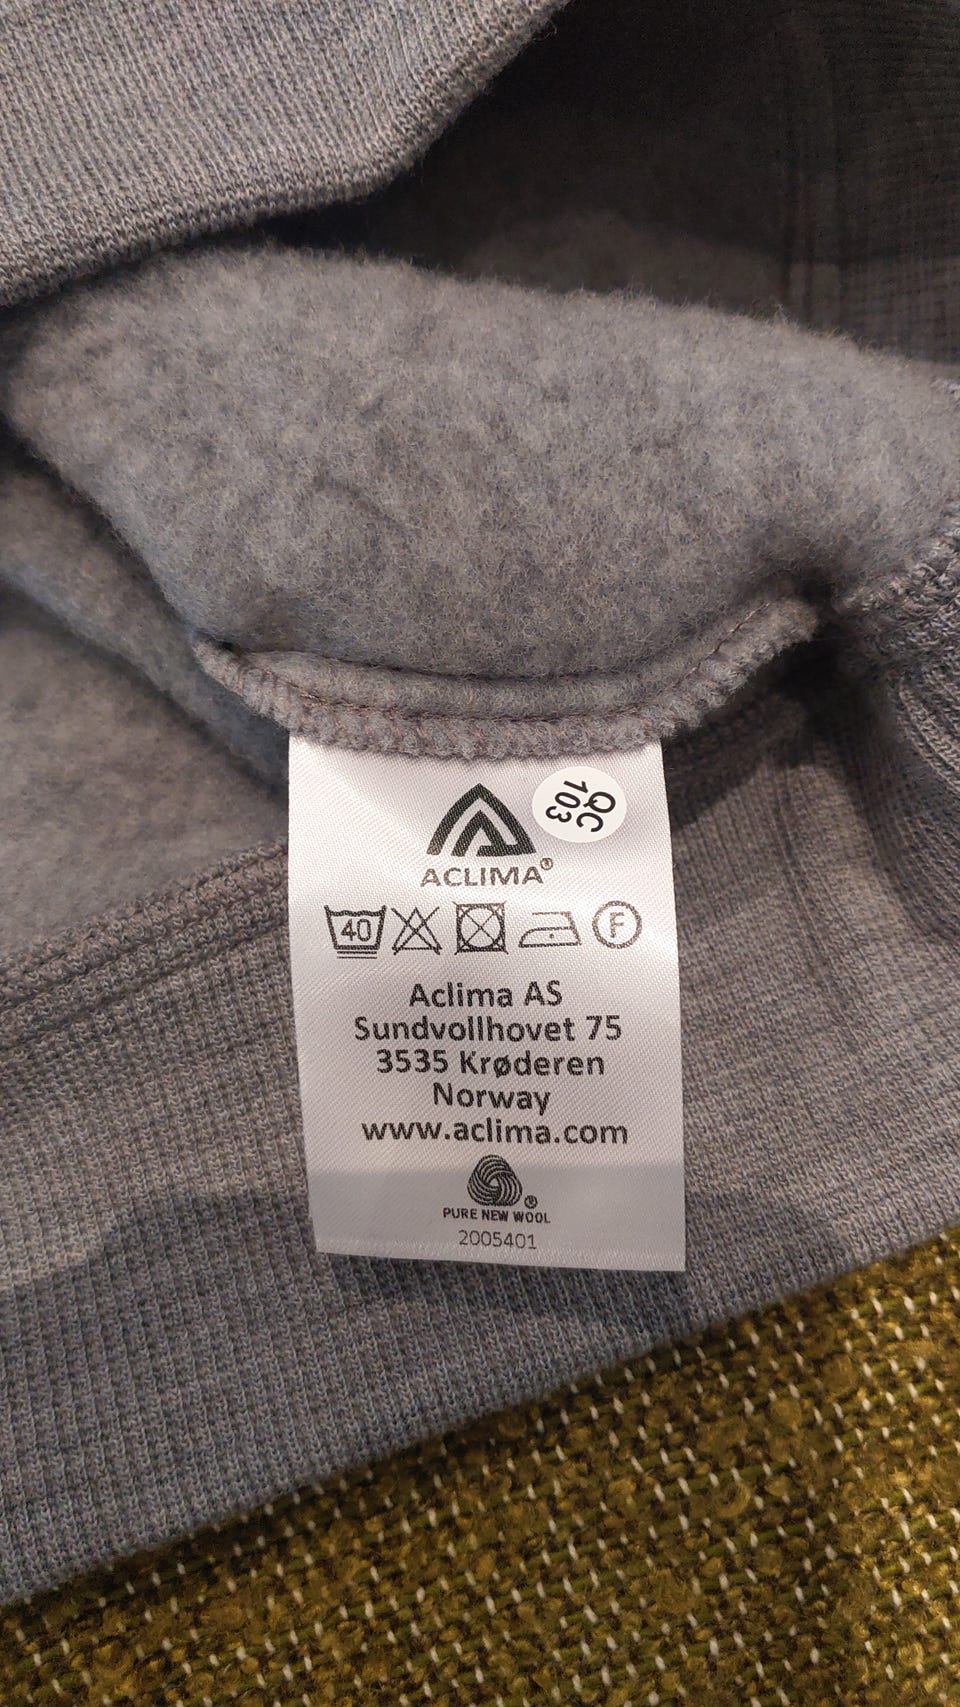 QC
103
ACLIMA®
40 F
Aclima AS
Sundvollhovet 75
3535 Krøderen
Norway
www.aclima.com
®
PURE NEW WOOL
2005401